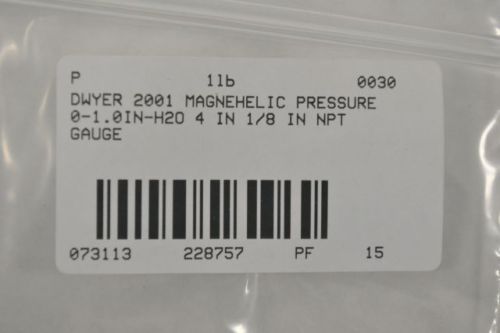 P 1lb 0030
DWYER 2001 MAGNEHELIC PRESSURE
0-1.0IN-H2O 4 IN 1/8 IN NPT
GAUGE
073113 228757 PF 15